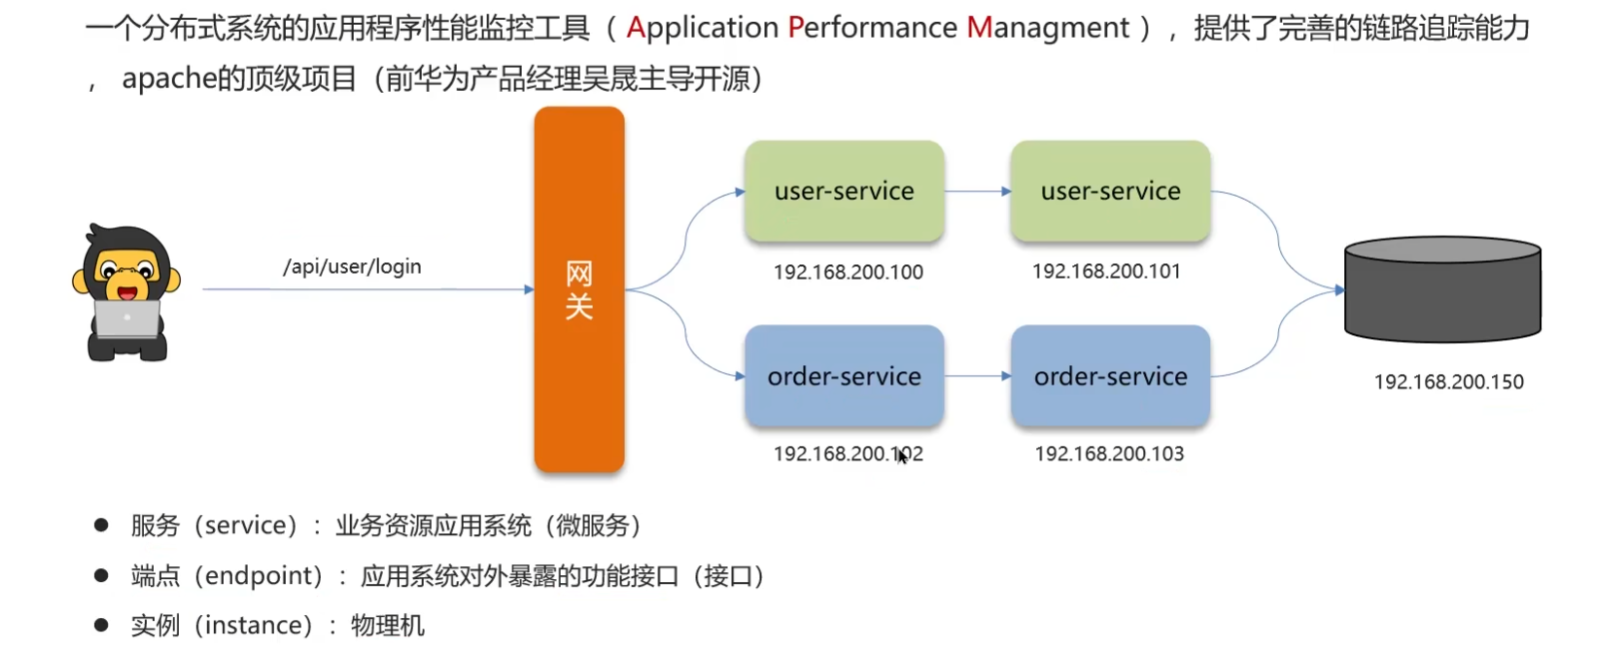 一个分布式系统的应用程序性能监控工具（ Application Performance Managment ），提供了完善的链路追踪能力
， apache的顶级项目（前华为产品经理吴晟主导开源）
/api/user/login
网
关
user-service
user-service
192.168.200.100
192.168.200.101
order-service
order-service
192.168.200.102
192.168.200.103
192.168.200.150
● 服务（service）：业务资源应用系统（微服务）
● 端点（endpoint）：应用系统对外暴露的功能接口（接口）
● 实例（instance）：物理机